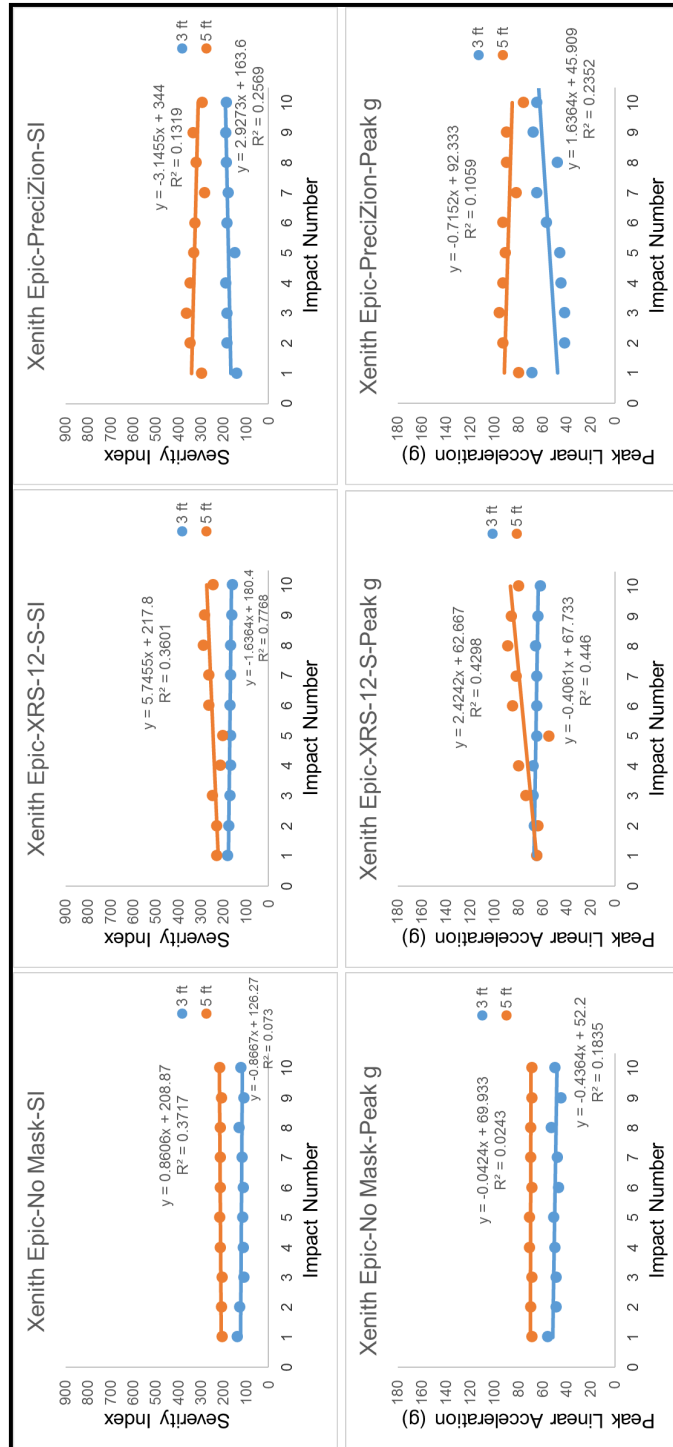 Xenith Epic-No Mask-SI
900
800
700
600
500
400
300
200
100
0
Severity Index
0 1 2 3 4 5 6 7 8 9 10
Impact Number
3 ft
5 ft
y = 0.8606x + 208.87
R² = 0.3717
y = -0.8667x + 126.27
R² = 0.073
Xenith Epic-XRS-12-S-SI
900
800
700
600
500
400
300
200
100
0
Severity Index
0 1 2 3 4 5 6 7 8 9 10
Impact Number
3 ft
5 ft
y = 5.7455x + 217.8
R² = 0.3601
y = -1.6364x + 180.4
R² = 0.7768
Xenith Epic-PreciZion-SI
900
800
700
600
500
400
300
200
100
0
Severity Index
0 1 2 3 4 5 6 7 8 9 10
Impact Number
3 ft
5 ft
y = -3.1455x + 344
R² = 0.1319
y = 2.9273x + 163.6
R² = 0.2569
Xenith Epic-No Mask-Peak g
180
160
140
120
100
80
60
40
20
0
Peak Linear Acceleration (g)
0 1 2 3 4 5 6 7 8 9 10
Impact Number
3 ft
5 ft
y = -0.0424x + 69.933
R² = 0.0243
y = -0.4364x + 52.2
R² = 0.1835
Xenith Epic-XRS-12-S-Peak g
180
160
140
120
100
80
60
40
20
0
Peak Linear Acceleration (g)
0 1 2 3 4 5 6 7 8 9 10
Impact Number
3 ft
5 ft
y = 2.4242x + 62.667
R² = 0.4298
y = -0.4061x + 67.733
R² = 0.446
Xenith Epic-PreciZion-Peak g
180
160
140
120
100
80
60
40
20
0
Peak Linear Acceleration (g)
0 1 2 3 4 5 6 7 8 9 10
Impact Number
3 ft
5 ft
y = -0.7152x + 92.333
R² = 0.1059
y = 1.6364x + 45.909
R² = 0.2352